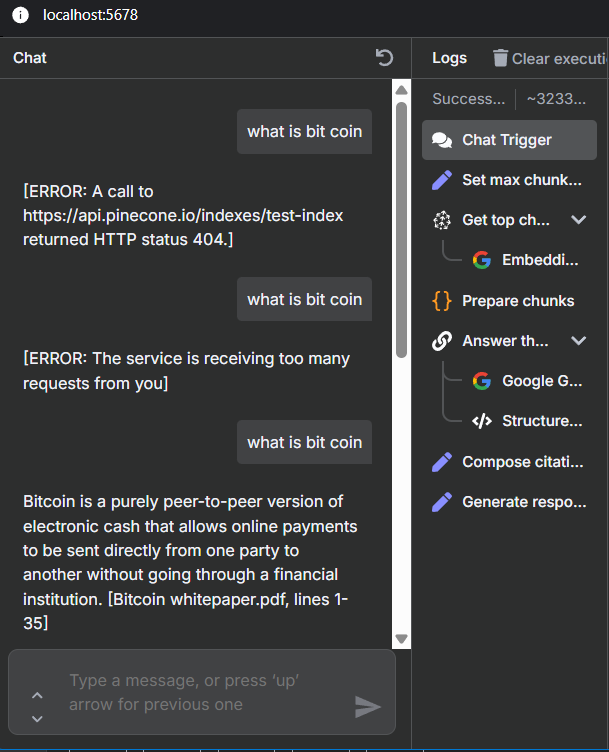 localhost:5678
Chat
what is bit coin
[ERROR: A call to
https://api.pinecone.io/indexes/test-index
returned HTTP status 404.]
what is bit coin
[ERROR: The service is receiving too many
requests from you]
what is bit coin
Bitcoin is a purely peer-to-peer version of
electronic cash that allows online payments
to be sent directly from one party to
another without going through a financial
institution. [Bitcoin whitepaper.pdf, lines 1-
35]
Type a message, or press ‘up’
arrow for previous one
Logs
Clear executi
Success...
~3233...
Chat Trigger
Set max chunk...
Get top ch...
Embeddi...
Prepare chunks
Answer th...
Google G...
Structure...
Compose citati...
Generate respo...